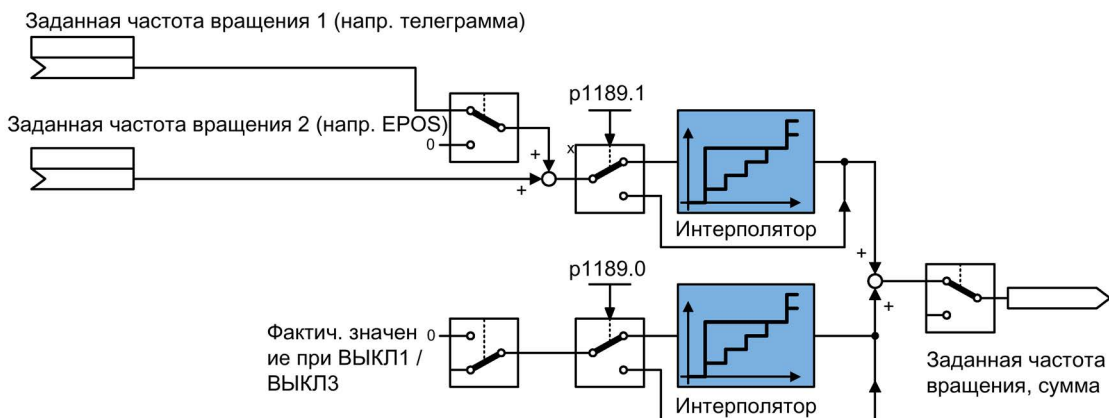 Заданная частота вращения 1 (напр. телеграмма)
p1189.1
Заданная частота вращения 2 (напр. EPOS)
0
x
+
+
Интерполятор
+
p1189.0
+
Фактич. значен
ие при ВЫКЛ1 /
ВЫКЛ3
0
Интерполятор
Заданная частота
вращения, сумма